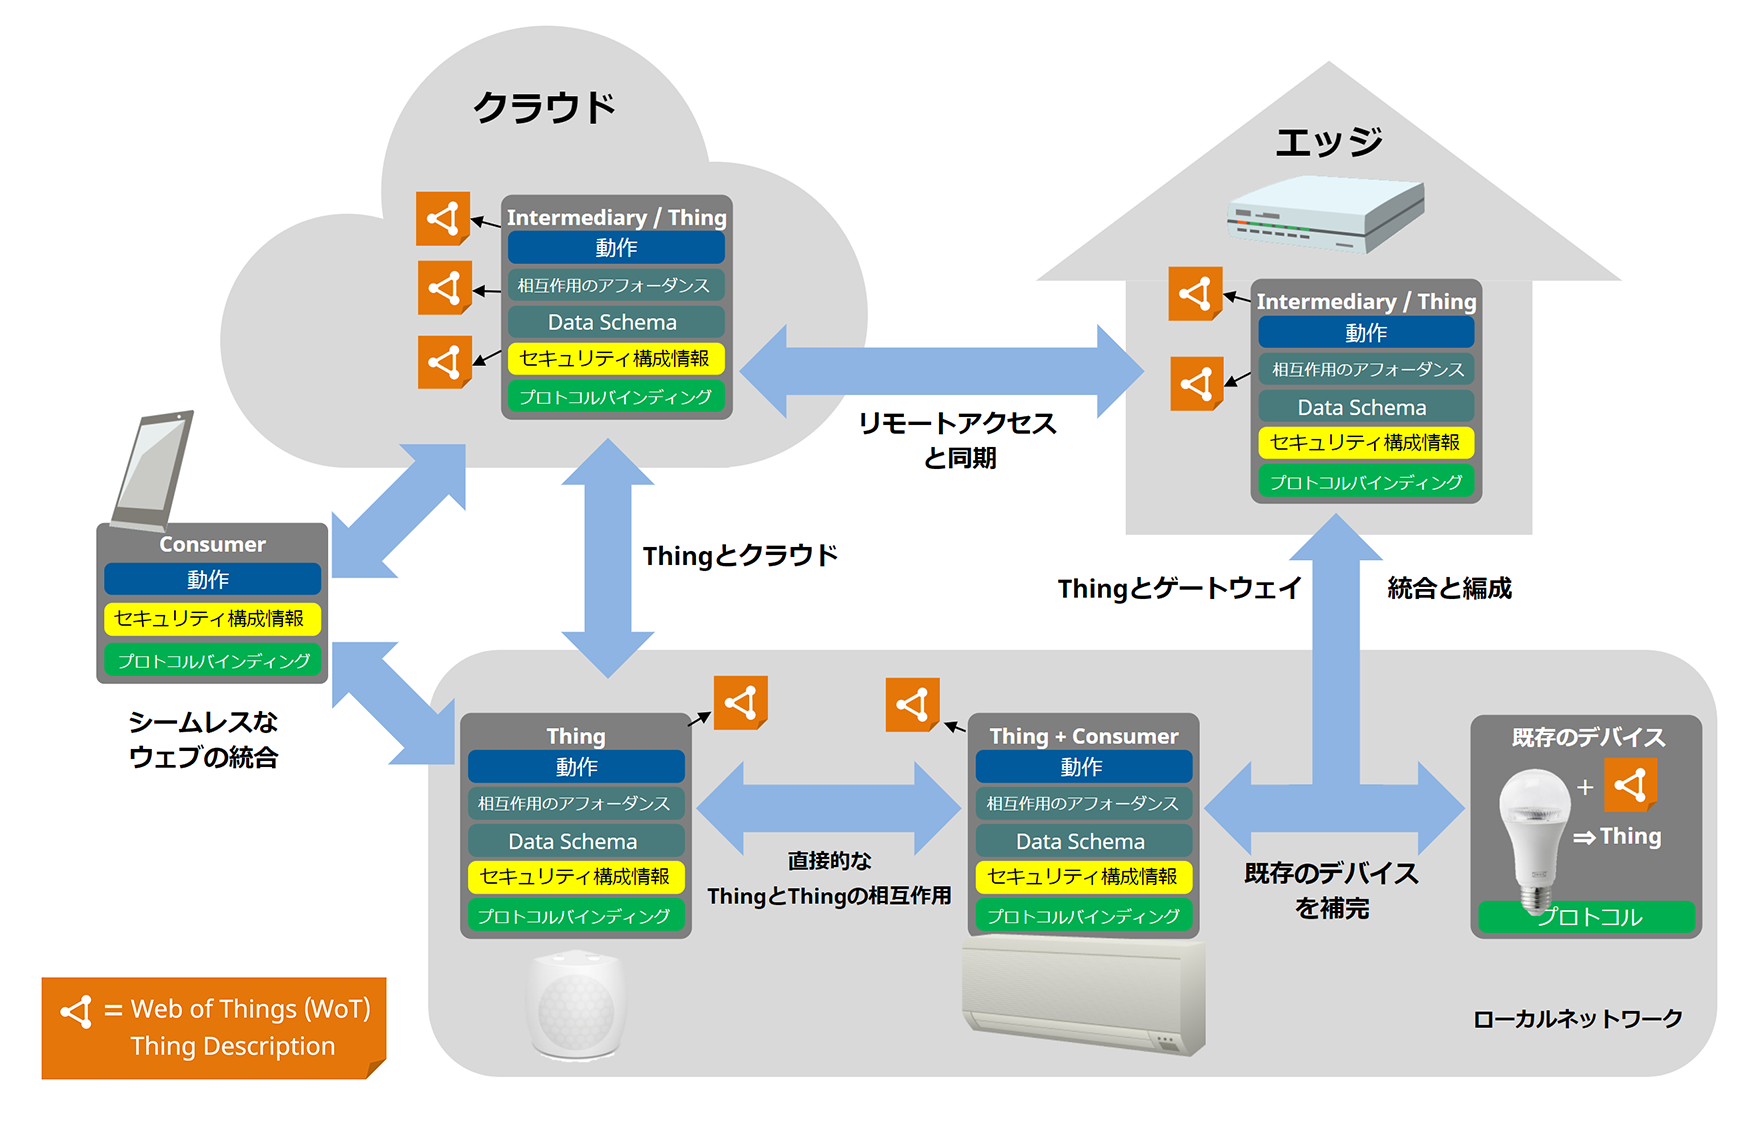 クラウド
Intermediary / Thing
動作
相互作用のアフォーダンス
Data Schema
セキュリティ構成情報
プロトコルバインディング
エッジ
Intermediary / Thing
動作
相互作用のアフォーダンス
Data Schema
セキュリティ構成情報
プロトコルバインディング
リモートアクセス
と同期
Consumer
動作
セキュリティ構成情報
プロトコルバインディング
シームレスな
ウェブの統合
Thingとクラウド
Thingとゲートウェイ
統合と編成
Thing
動作
相互作用のアフォーダンス
Data Schema
セキュリティ構成情報
プロトコルバインディング
直接的な
ThingとThingの相互作用
Thing + Consumer
動作
相互作用のアフォーダンス
Data Schema
セキュリティ構成情報
プロトコルバインディング
既存のデバイス
を補完
既存のデバイス
+
⇒Thing
プロトコル
ローカルネットワーク
= Web of Things (WoT)
Thing Description